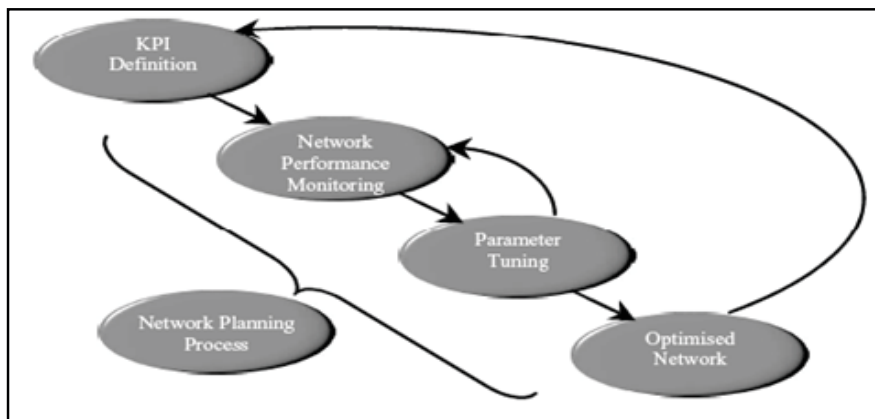 KPI
Definition
Network
Performance
Monitoring
Parameter
Tuning
Network Planning
Process
Optimised
Network